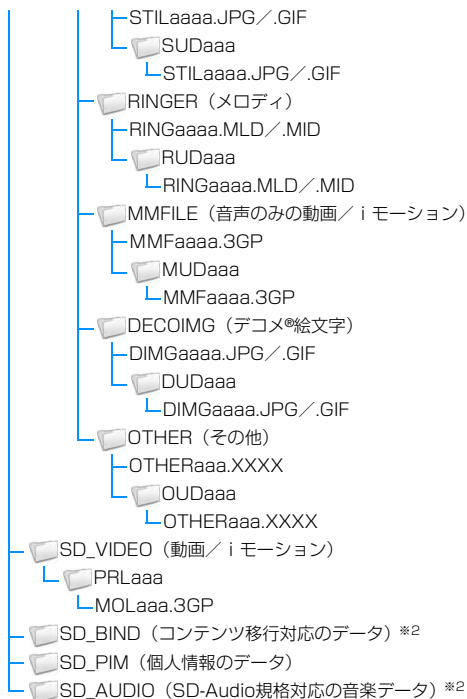 STILaaaa.JPG／.GIF
SUDaaa
STILaaaa.JPG／.GIF
RINGER（メロディ）
RINGaaaa.MLD／.MID
RUDaaa
RINGaaaa.MLD／.MID
MMFILE（音声のみの動画／ｉモーション）
MMFaaaa.3GP
MUDaaa
MMFaaaa.3GP
DECOIMG（デコメ®絵文字）
DIMGaaaa.JPG／.GIF
DUDaaa
DIMGaaaa.JPG／.GIF
OTHER（その他）
OTHERaaa.XXXX
OUDaaa
OTHERaaa.XXXX
SD_VIDEO（動画／ｉモーション）
PRLaaa
MOLaaa.3GP
SD_BIND（コンテンツ移行対応のデータ）※2
SD_PIM（個人情報のデータ）
SD_AUDIO（SD-Audio規格対応の音楽データ）※2